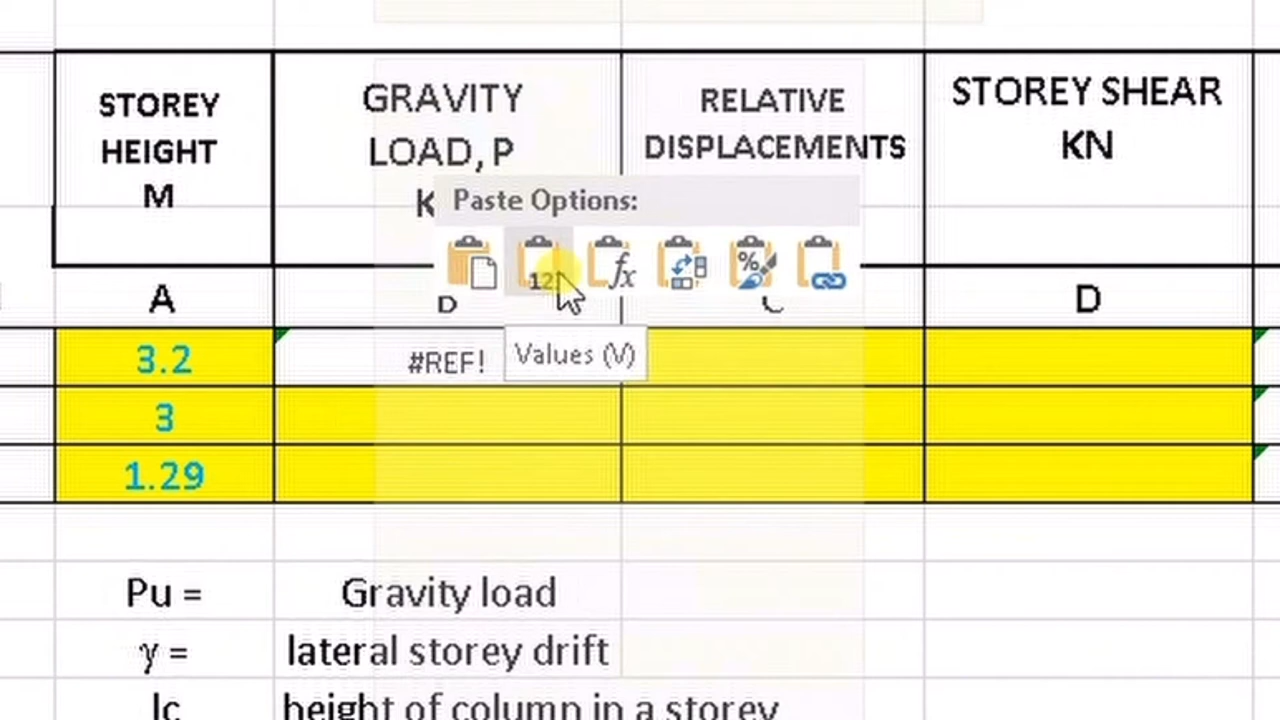 STOREY
HEIGHT
M
GRAVITY
LOAD, P
K
RELATIVE
DISPLACEMENTS
STOREY SHEAR
KN
Paste Options:
A
D
3.2
#REF!
Values (V)
3
1.29
Pu =
Gravity load
γ =
lateral storey drift
lc
height of column in a storey